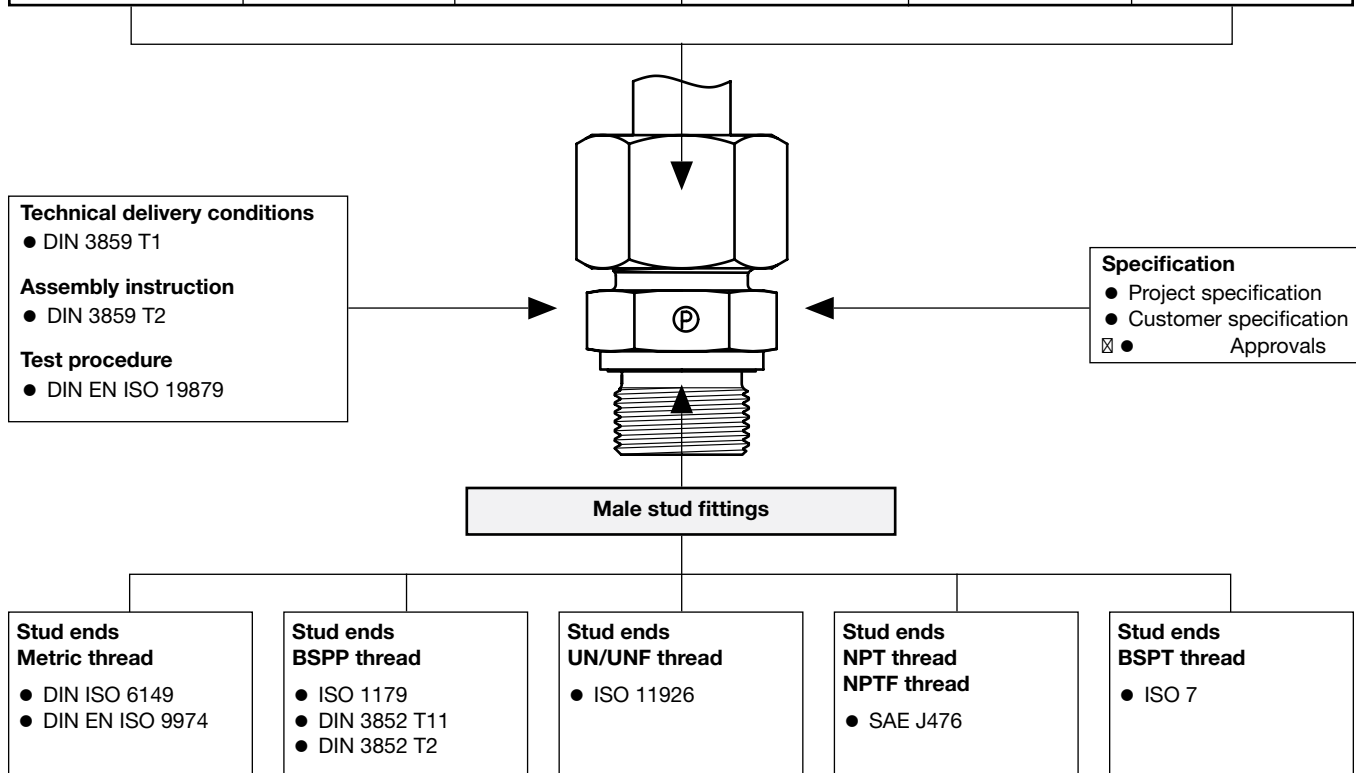 Technical delivery conditions
● DIN 3859 T1
Assembly instruction
● DIN 3859 T2
Test procedure
● DIN EN ISO 19879
P
Specification
● Project specification
● Customer specification
☒ ● Approvals
Male stud fittings
Stud ends
Metric thread
● DIN ISO 6149
● DIN EN ISO 9974
Stud ends
BSPP thread
● ISO 1179
● DIN 3852 T11
● DIN 3852 T2
Stud ends
UN/UNF thread
● ISO 11926
Stud ends
NPT thread
NPTF thread
● SAE J476
Stud ends
BSPT thread
● ISO 7